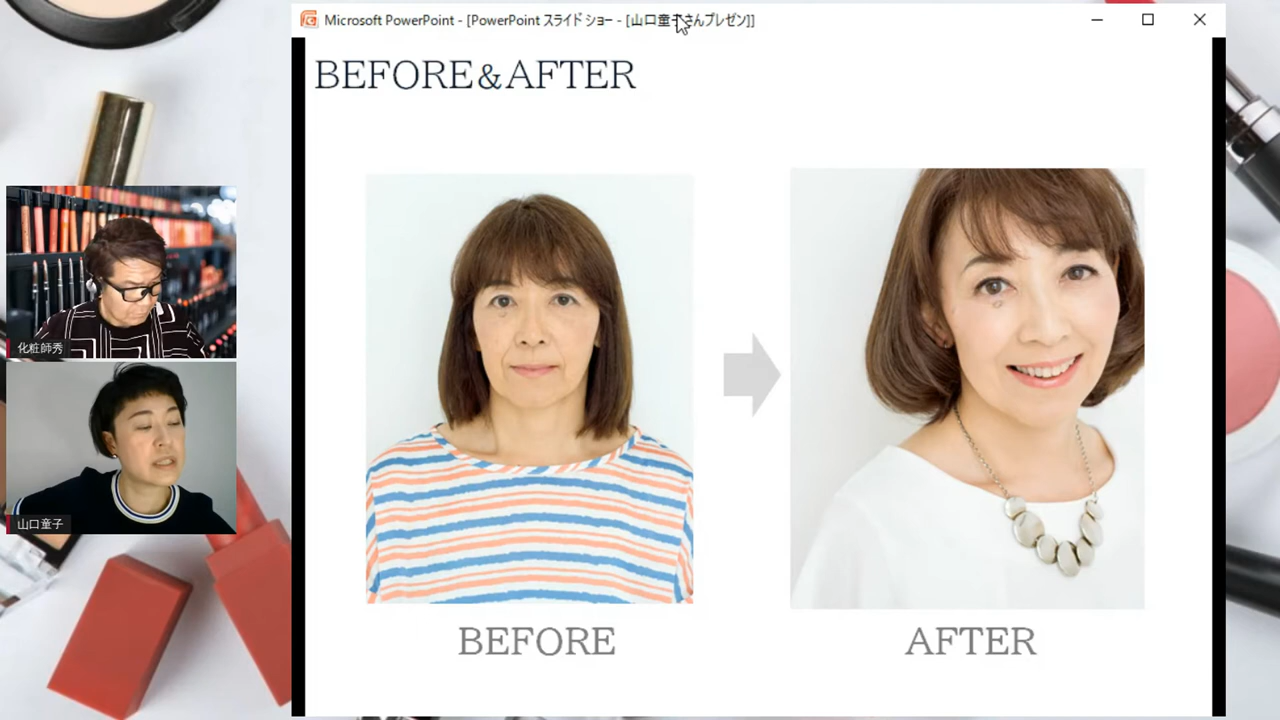 Microsoft PowerPoint - [PowerPoint スライド ショー - [山口童子さんプレゼン]]
BEFORE&AFTER
化粧師秀
山口童子
BEFORE
AFTER